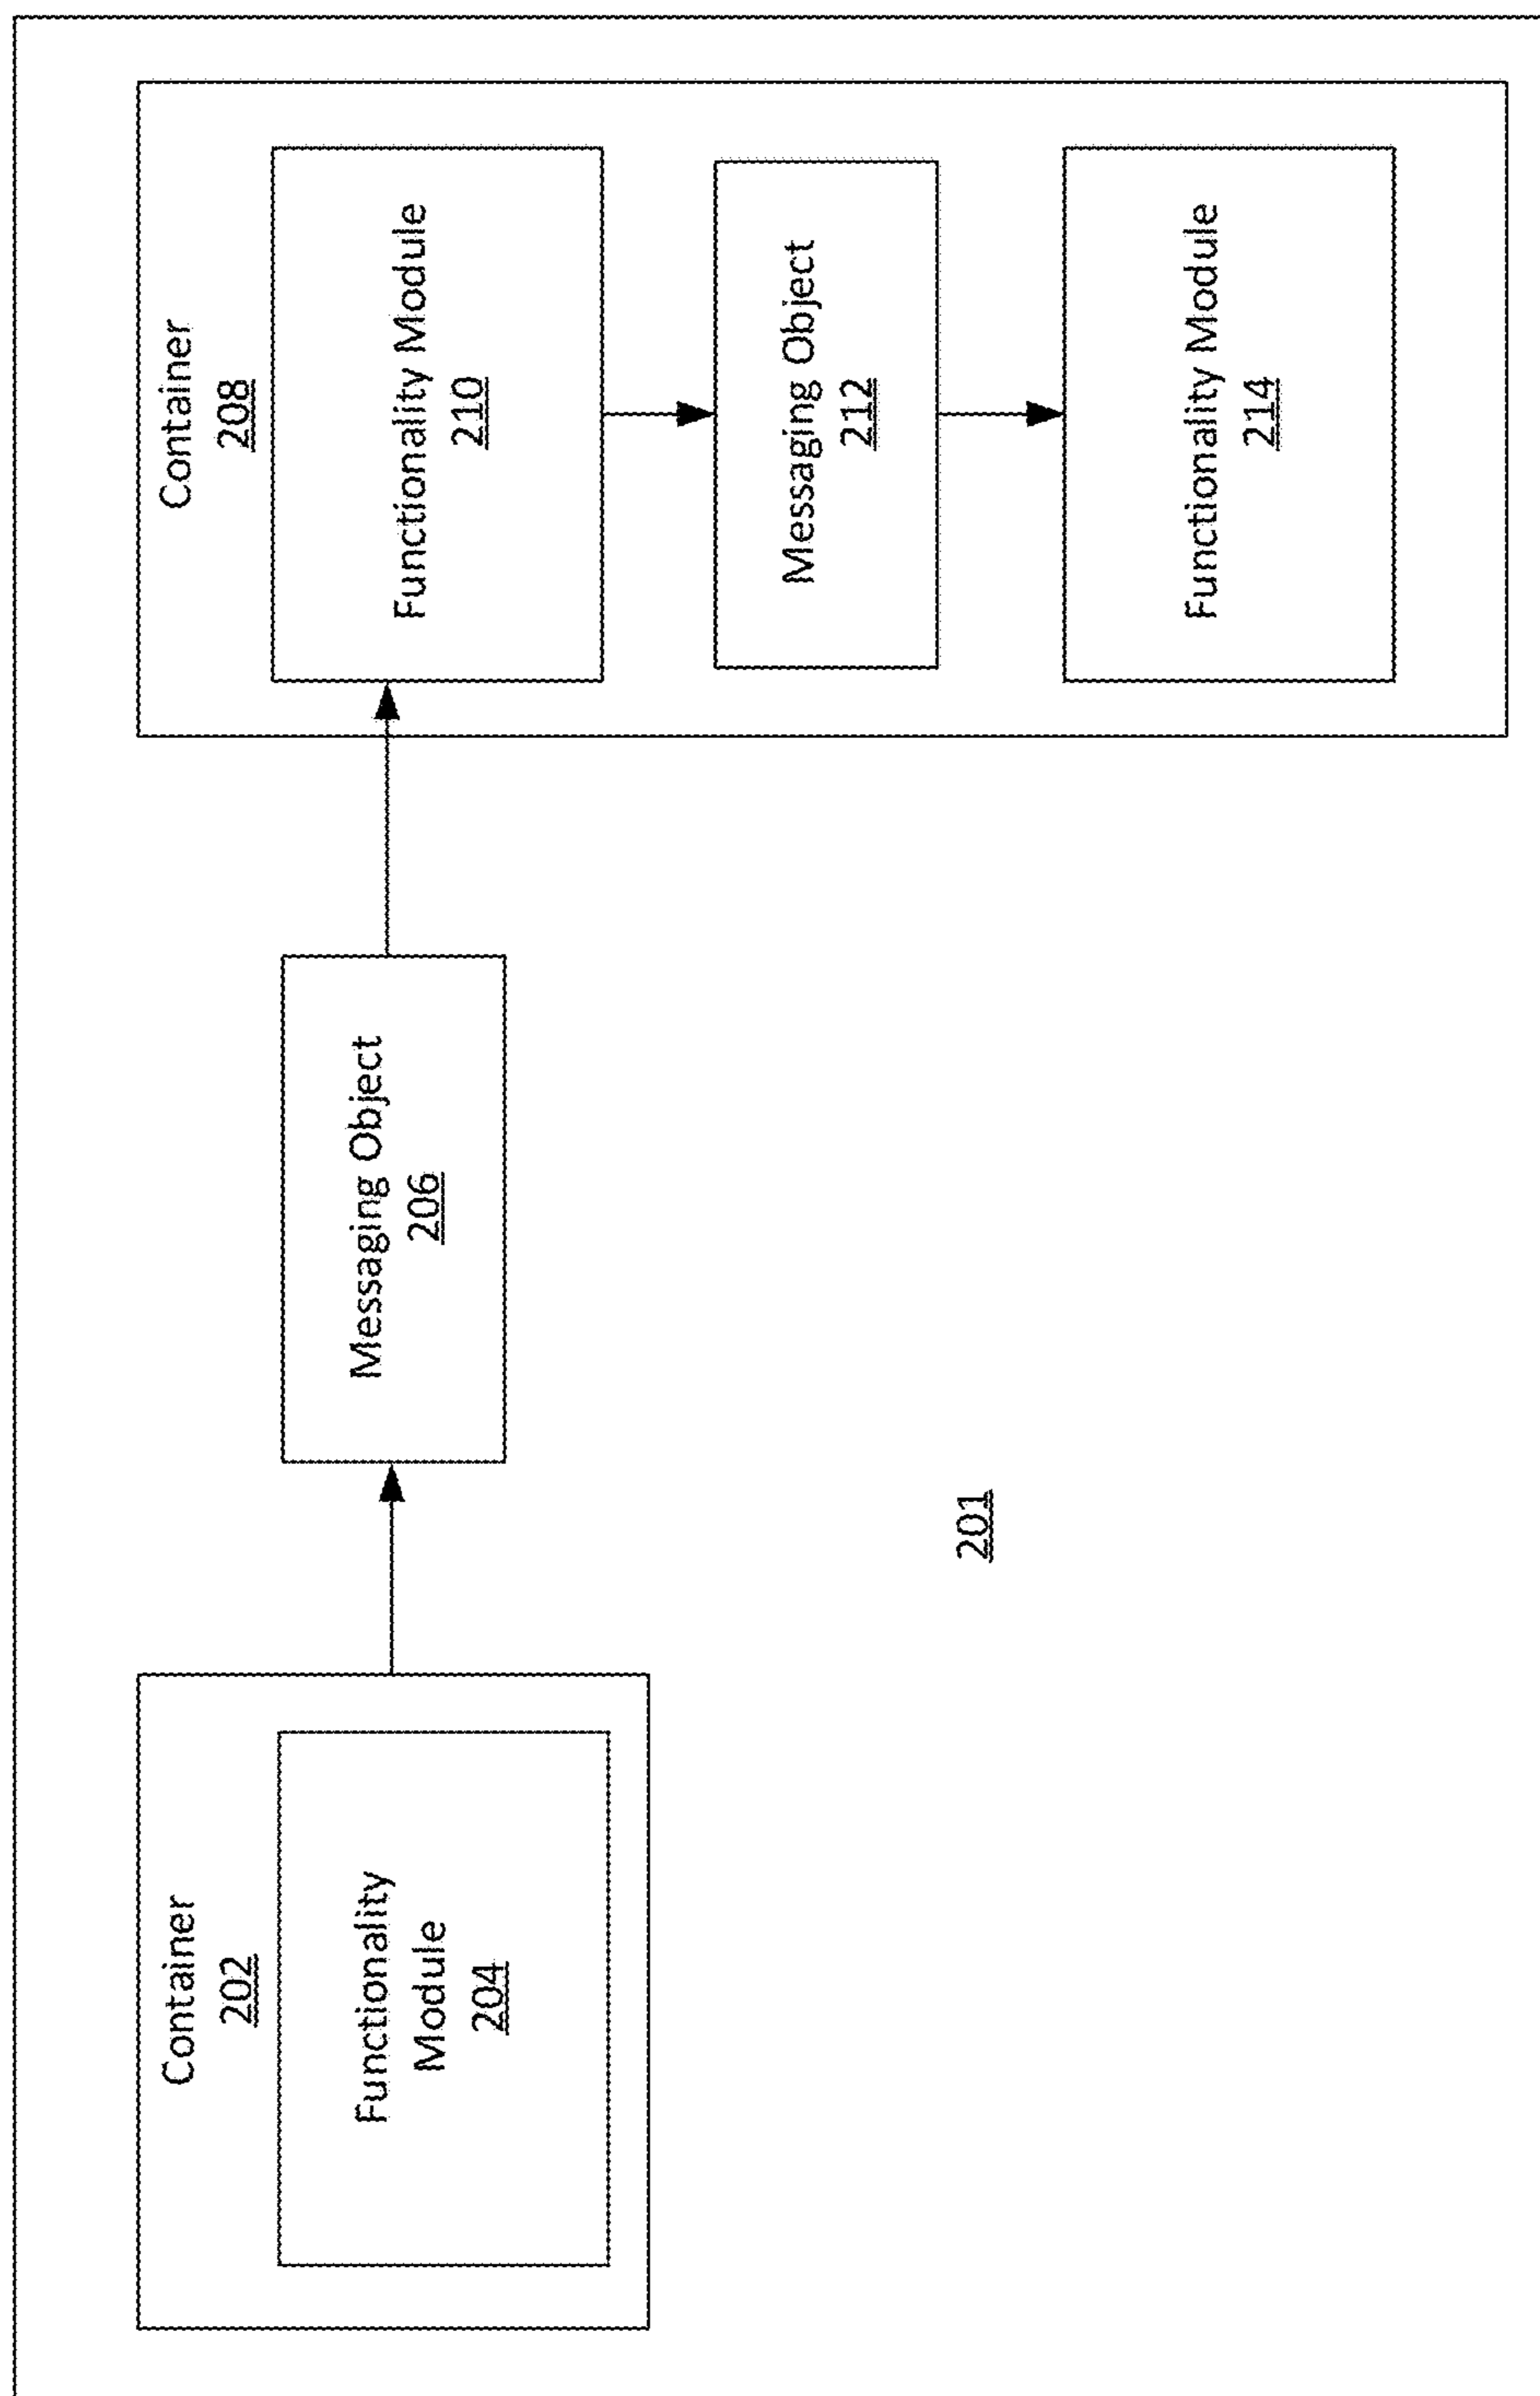 Container
202
Functionality
Module
204
Messaging Object
206
Container
208
Functionality Module
210
Messaging Object
212
Functionality Module
214
201